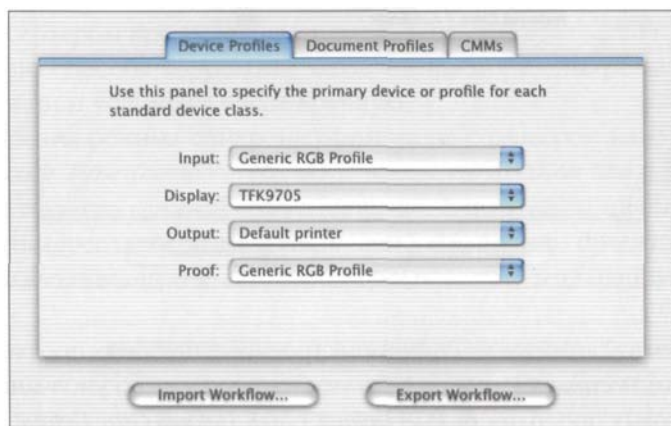 Device Profiles Document Profiles CMMs
Use this panel to specify the primary device or profile for each
standard device class.
Input: Generic RGB Profile
Display: TFK9705
Output: Default printer
Proof: Generic RGB Profile
Import Workflow... Export Workflow...